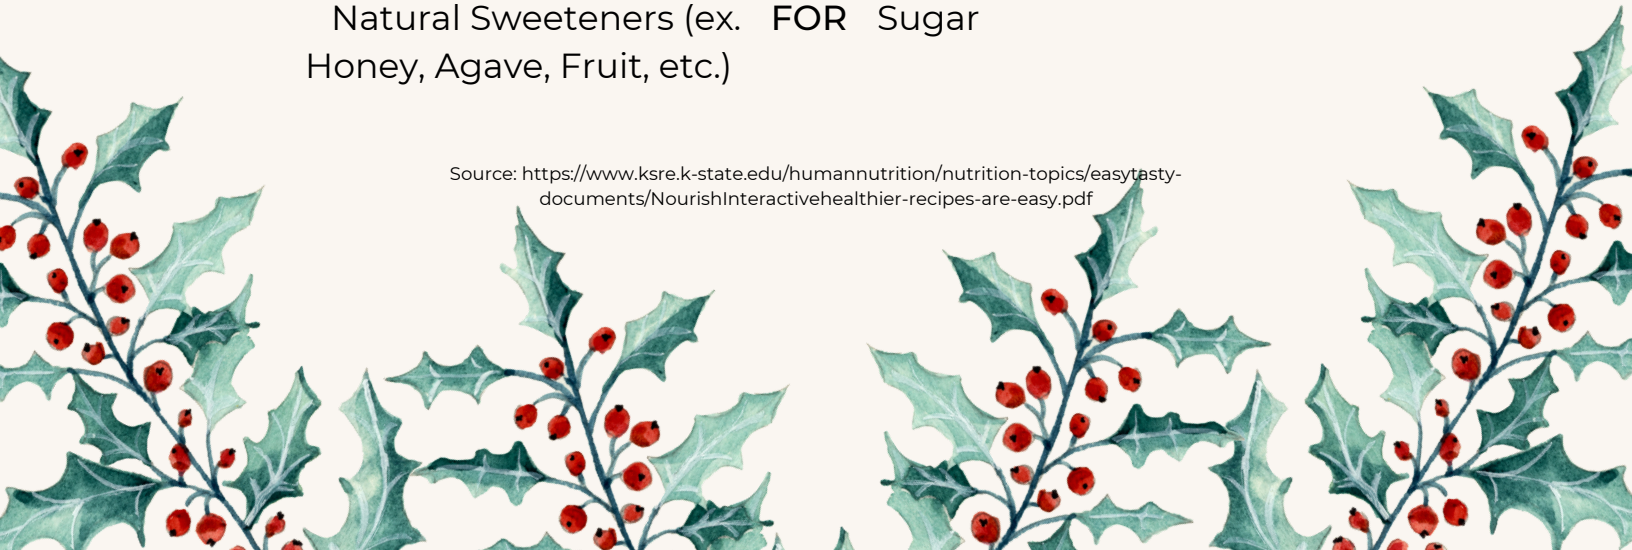 Natural Sweeteners (ex. FOR Sugar
Honey, Agave, Fruit, etc.)
Source: https://www.ksre.k-state.edu/humannutrition/nutrition-topics/easytasty-
documents/NourishInteractivehealthier-recipes-are-easy.pdf